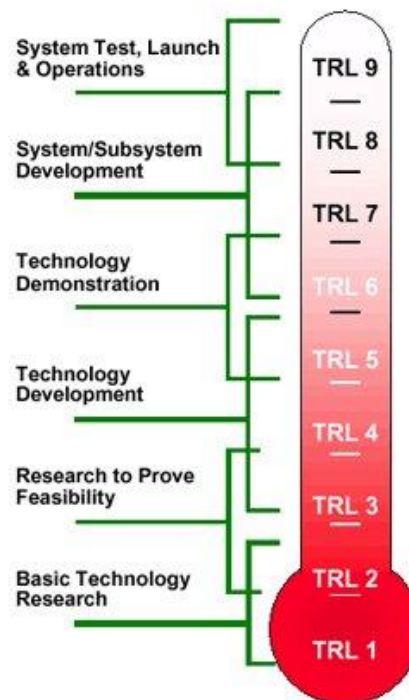 System Test, Launch
& Operations
System/Subsystem
Development
Technology
Demonstration
Technology
Development
Research to Prove
Feasibility
Basic Technology
Research
TRL 9
TRL 8
TRL 7
TRL 6
TRL 5
TRL 4
TRL 3
TRL 2
TRL 1